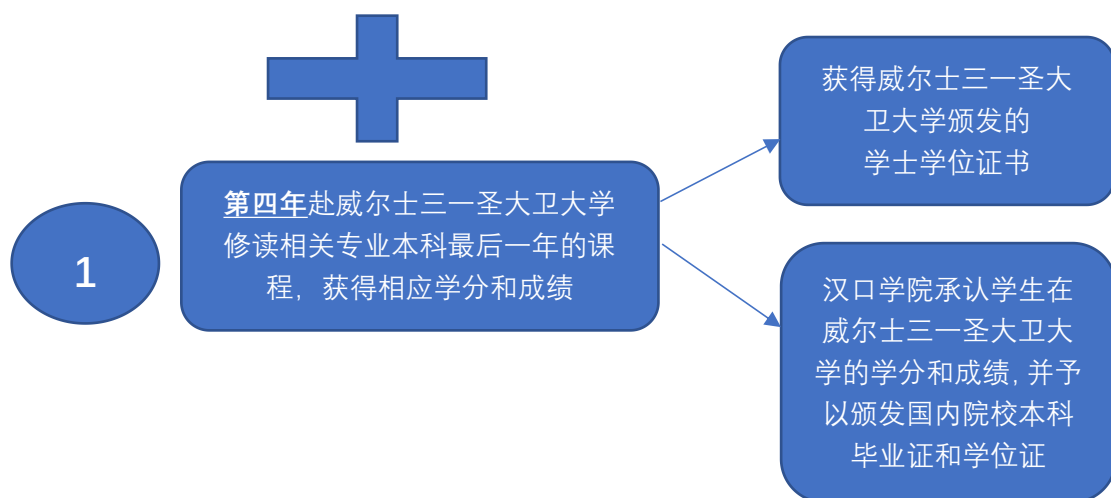 1
第四年赴威尔士三一圣大卫大学
修读相关专业本科最后一年的课
程，获得相应学分和成绩
获得威尔士三一圣大
卫大学颁发的
学士学位证书
汉口学院承认学生在
威尔士三一圣大卫大
学的学分和成绩,并予
以颁发国内院校本科
毕业证和学位证